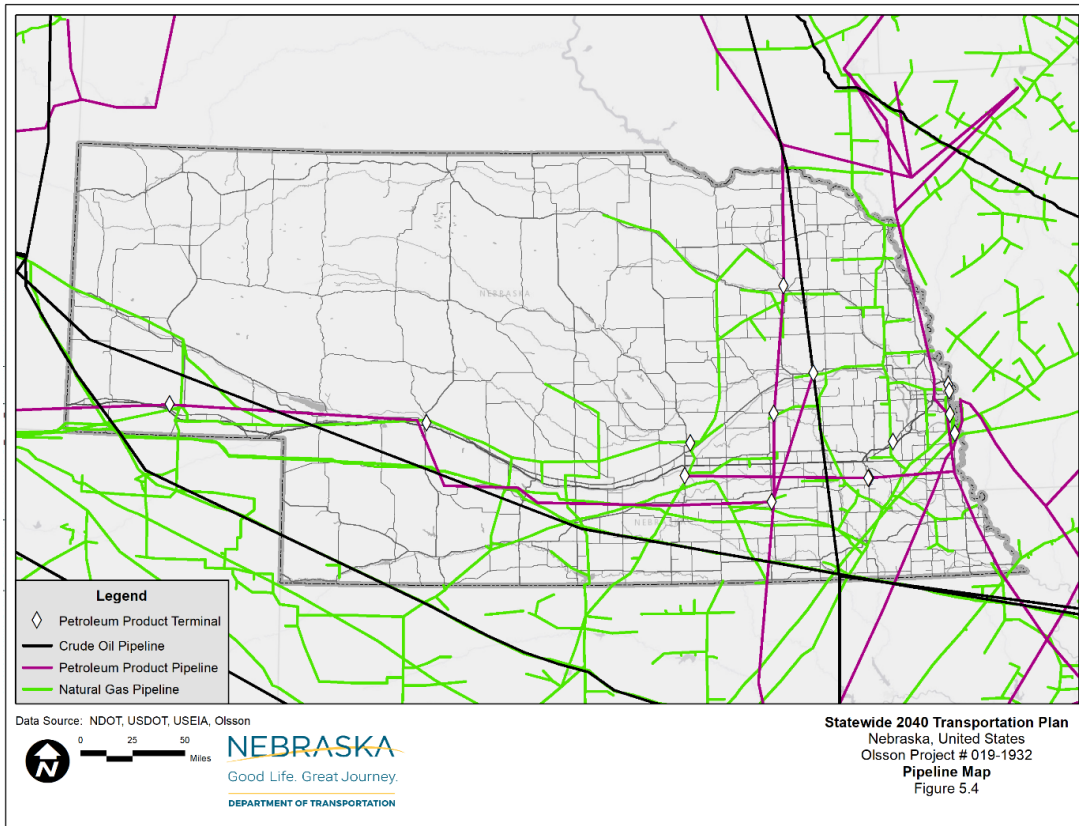 NEBRASKA
NEBRASKA
Legend
Petroleum Product Terminal
Crude Oil Pipeline
Petroleum Product Pipeline
Natural Gas Pipeline
Data Source: NDOT, USDOT, USEIA, Olsson
N
0 25 50
Miles
NEBRASKA
Good Life. Great Journey.
DEPARTMENT OF TRANSPORTATION
Statewide 2040 Transportation Plan
Nebraska, United States
Olsson Project # 019-1932
Pipeline Map
Figure 5.4